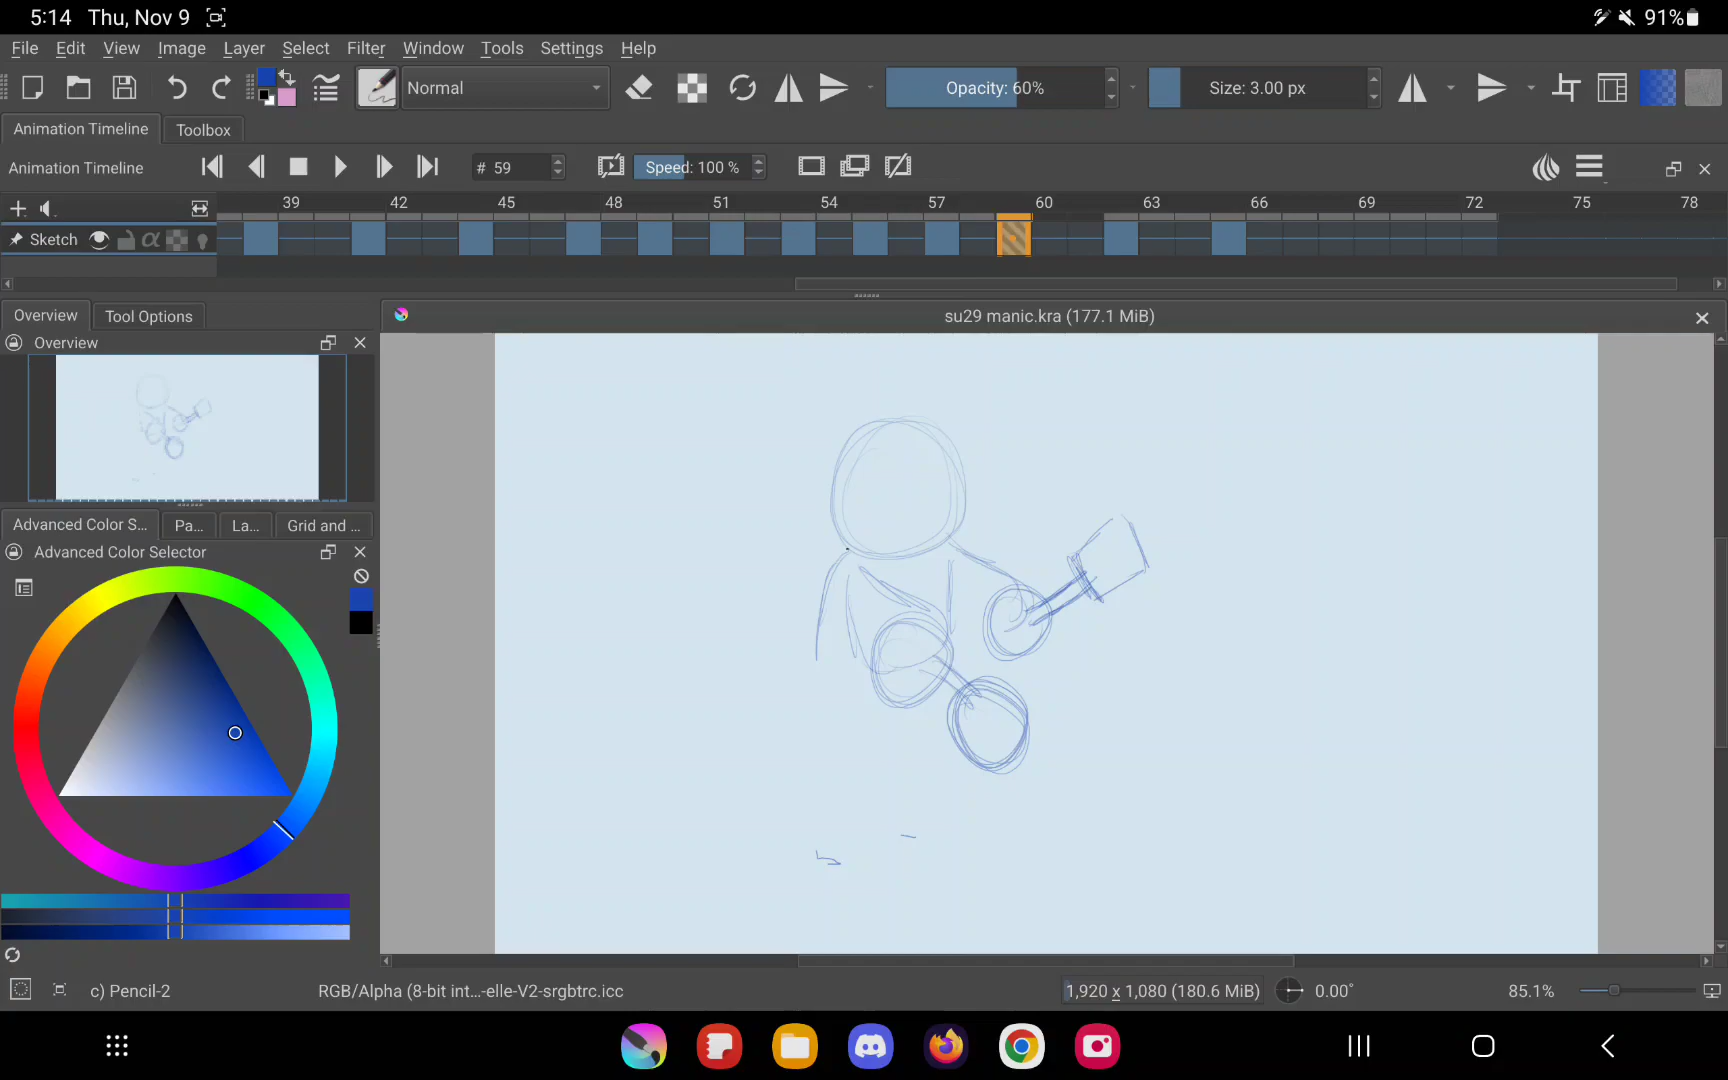 5:14 Thu, Nov 9 91%
File Edit View Image Layer Select Filter Window Tools Settings Help
Normal Opacity: 60% Size: 3.00 px
Animation Timeline Toolbox
Animation Timeline # 59 Speed: 100 %
39 42 45 48 51 54 57 60 63 66 69 72 75 78
Sketch
Overview Tool Options su29 manic.kra (177.1 MiB)
Overview
Advanced Color S... Pa... La... Grid and ...
Advanced Color Selector
c) Pencil-2 RGB/Alpha (8-bit int...-elle-V2-srgbtrc.icc 1,920 x 1,080 (180.6 MiB) 0.00° 85.1%